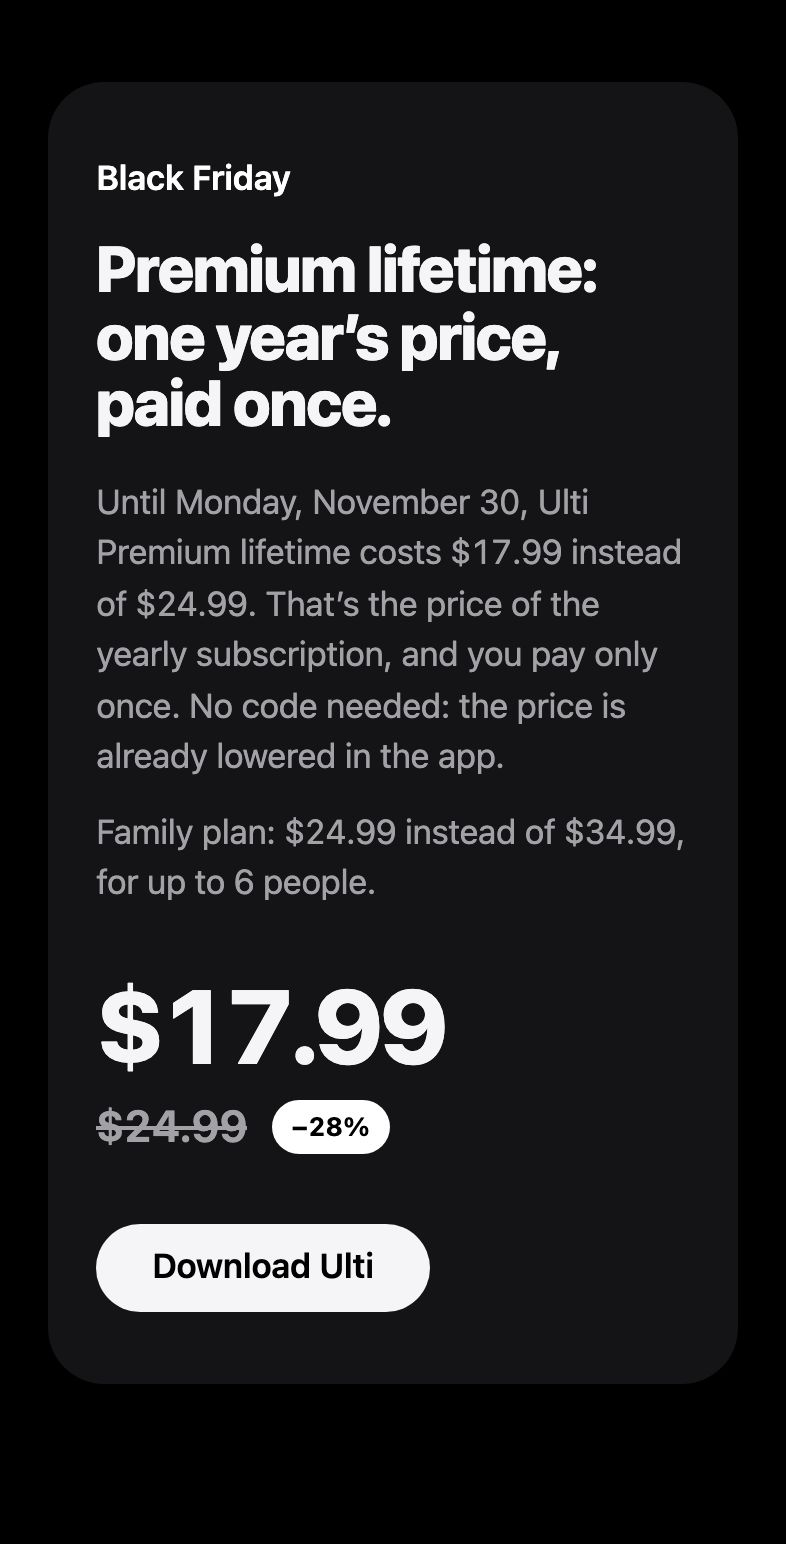 Black Friday
Premium lifetime:
one year’s price,
paid once.
Until Monday, November 30, Ulti
Premium lifetime costs $17.99 instead
of $24.99. That’s the price of the
yearly subscription, and you pay only
once. No code needed: the price is
already lowered in the app.
Family plan: $24.99 instead of $34.99,
for up to 6 people.
$17.99
$24.99 −28%
Download Ulti